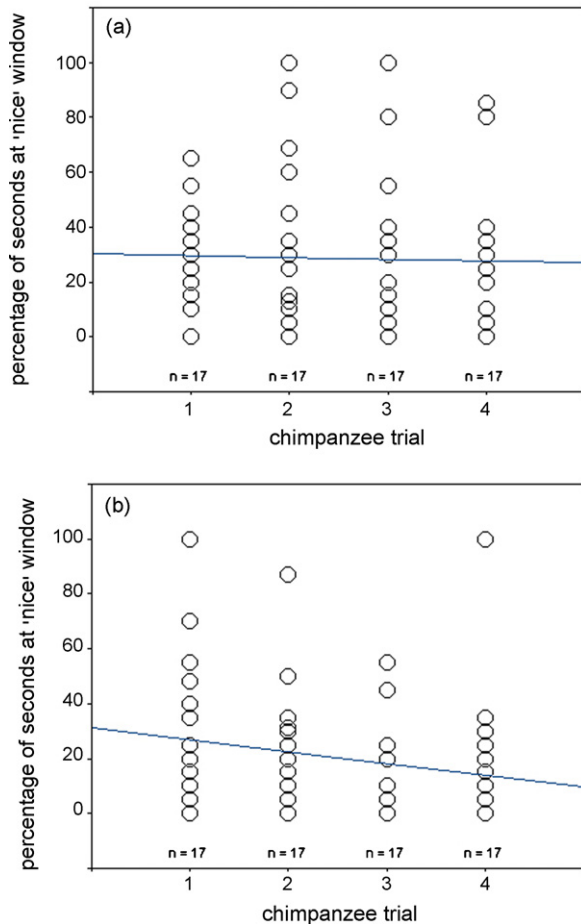 (a)
percentage of seconds at 'nice' window
100
80
60
40
20
0
n = 17 n = 17 n = 17 n = 17
1 2 3 4
chimpanzee trial
(b)
percentage of seconds at 'nice' window
100
80
60
40
20
0
n = 17 n = 17 n = 17 n = 17
1 2 3 4
chimpanzee trial